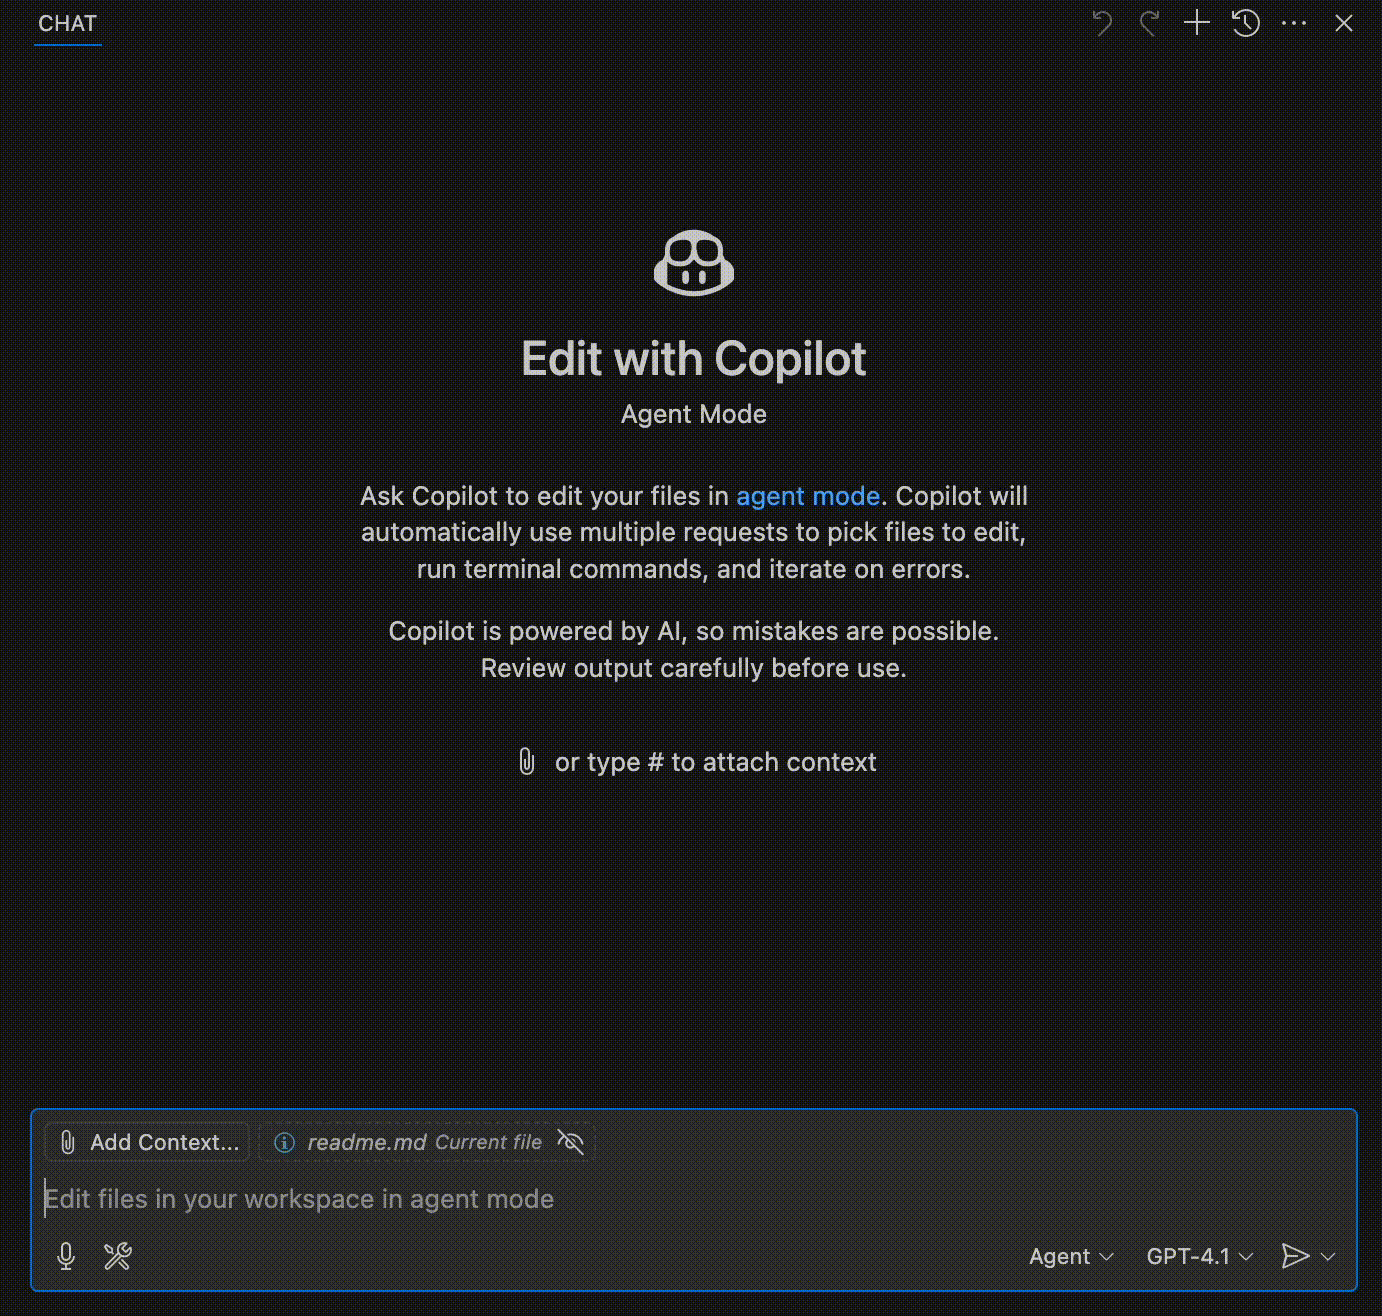 CHAT
Edit with Copilot
Agent Mode
Ask Copilot to edit your files in agent mode. Copilot will
automatically use multiple requests to pick files to edit,
run terminal commands, and iterate on errors.
Copilot is powered by AI, so mistakes are possible.
Review output carefully before use.
or type # to attach context
Add Context... readme.md Current file
Edit files in your workspace in agent mode
Agent GPT-4.1